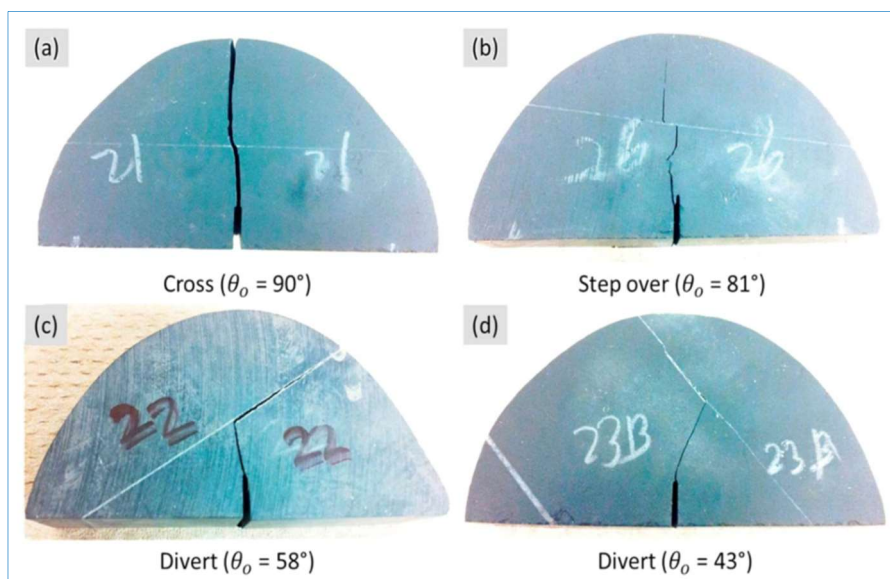 (a)
21 21
Cross (θₒ = 90°)
(b)
26 26
Step over (θₒ = 81°)
(c)
22 22
Divert (θₒ = 58°)
(d)
23B 23A
Divert (θₒ = 43°)